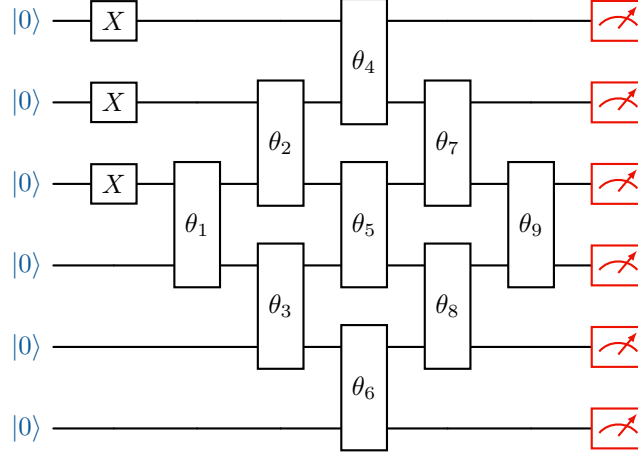 |0⟩ X θ₄
|0⟩ X θ₂ θ₇
|0⟩ X θ₁ θ₅ θ₉
|0⟩ θ₃ θ₈
|0⟩ θ₆
|0⟩